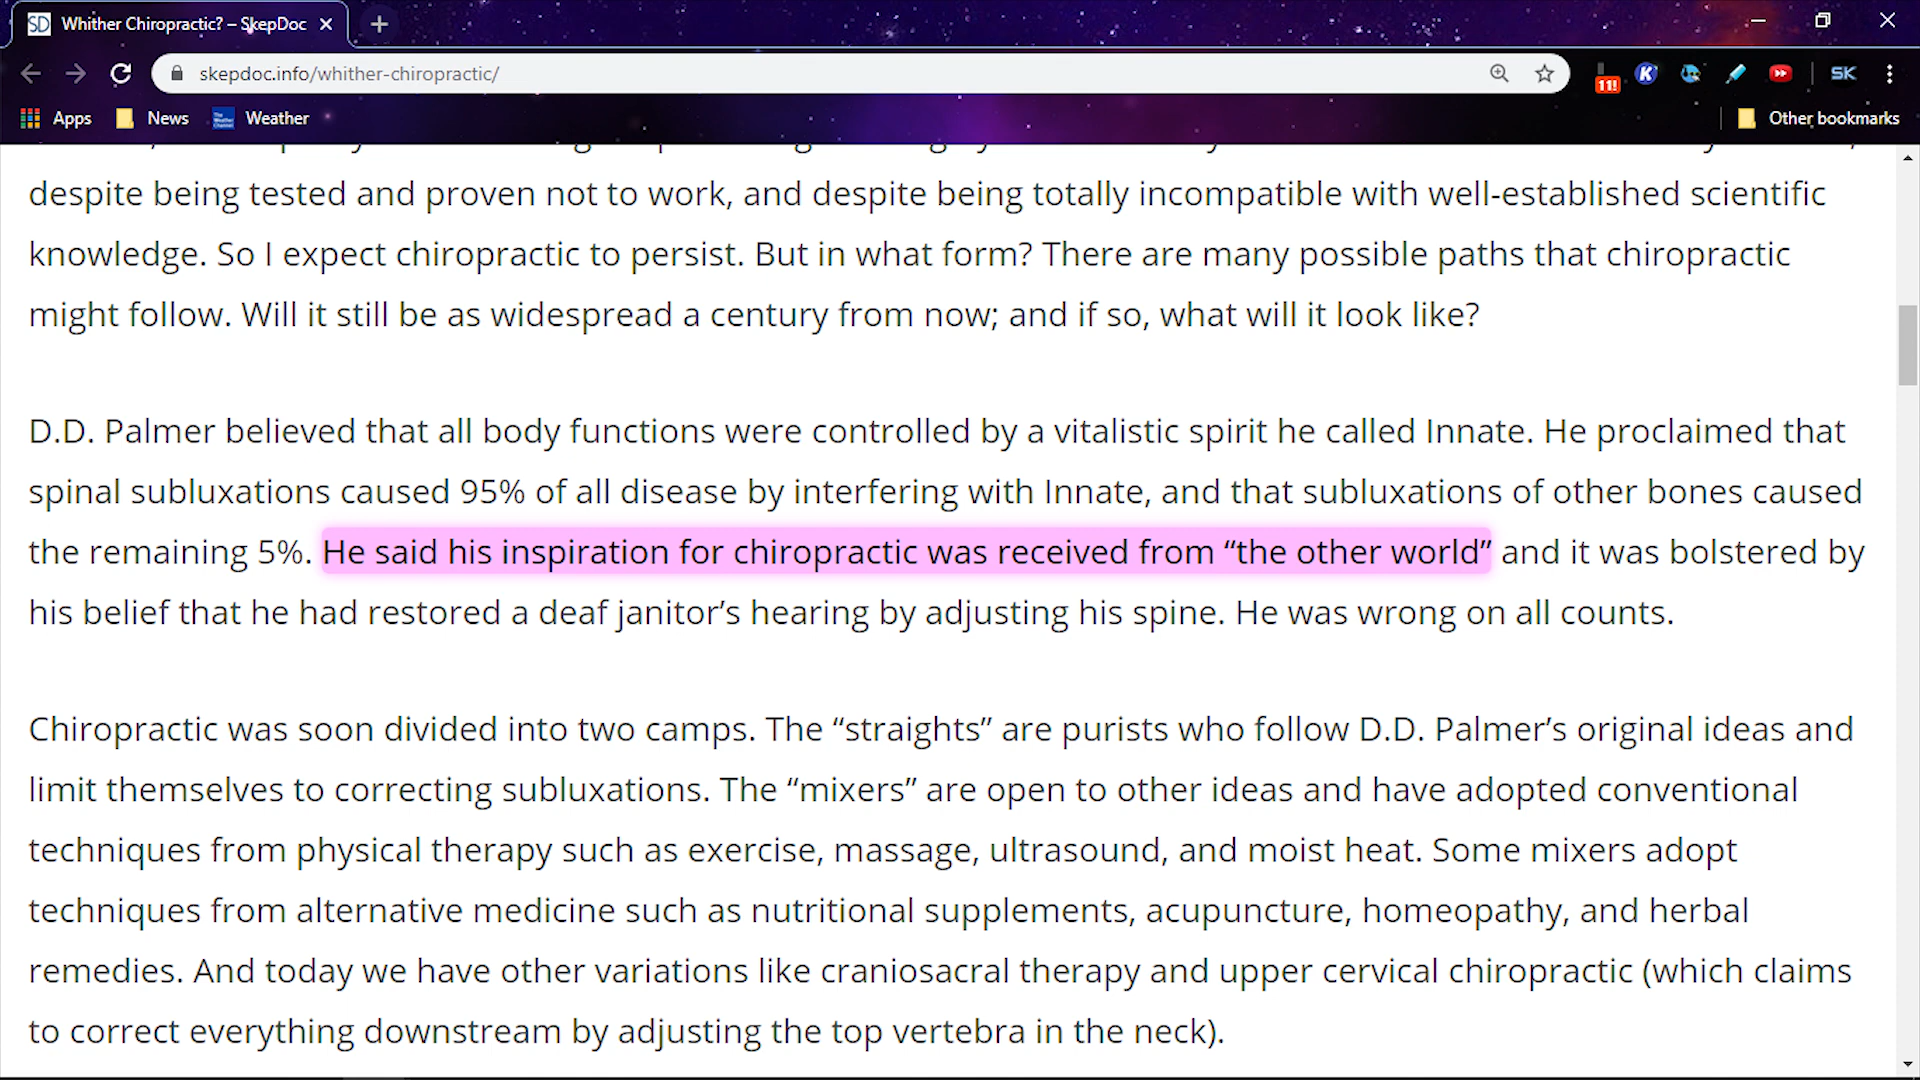 SD Whither Chiropractic? – SkepDoc
skepdoc.info/whither-chiropractic/
11!
K
SK
Apps News Weather Other bookmarks
despite being tested and proven not to work, and despite being totally incompatible with well-established scientific
knowledge. So I expect chiropractic to persist. But in what form? There are many possible paths that chiropractic
might follow. Will it still be as widespread a century from now; and if so, what will it look like?
D.D. Palmer believed that all body functions were controlled by a vitalistic spirit he called Innate. He proclaimed that
spinal subluxations caused 95% of all disease by interfering with Innate, and that subluxations of other bones caused
the remaining 5%. He said his inspiration for chiropractic was received from “the other world” and it was bolstered by
his belief that he had restored a deaf janitor’s hearing by adjusting his spine. He was wrong on all counts.
Chiropractic was soon divided into two camps. The “straights” are purists who follow D.D. Palmer’s original ideas and
limit themselves to correcting subluxations. The “mixers” are open to other ideas and have adopted conventional
techniques from physical therapy such as exercise, massage, ultrasound, and moist heat. Some mixers adopt
techniques from alternative medicine such as nutritional supplements, acupuncture, homeopathy, and herbal
remedies. And today we have other variations like craniosacral therapy and upper cervical chiropractic (which claims
to correct everything downstream by adjusting the top vertebra in the neck).